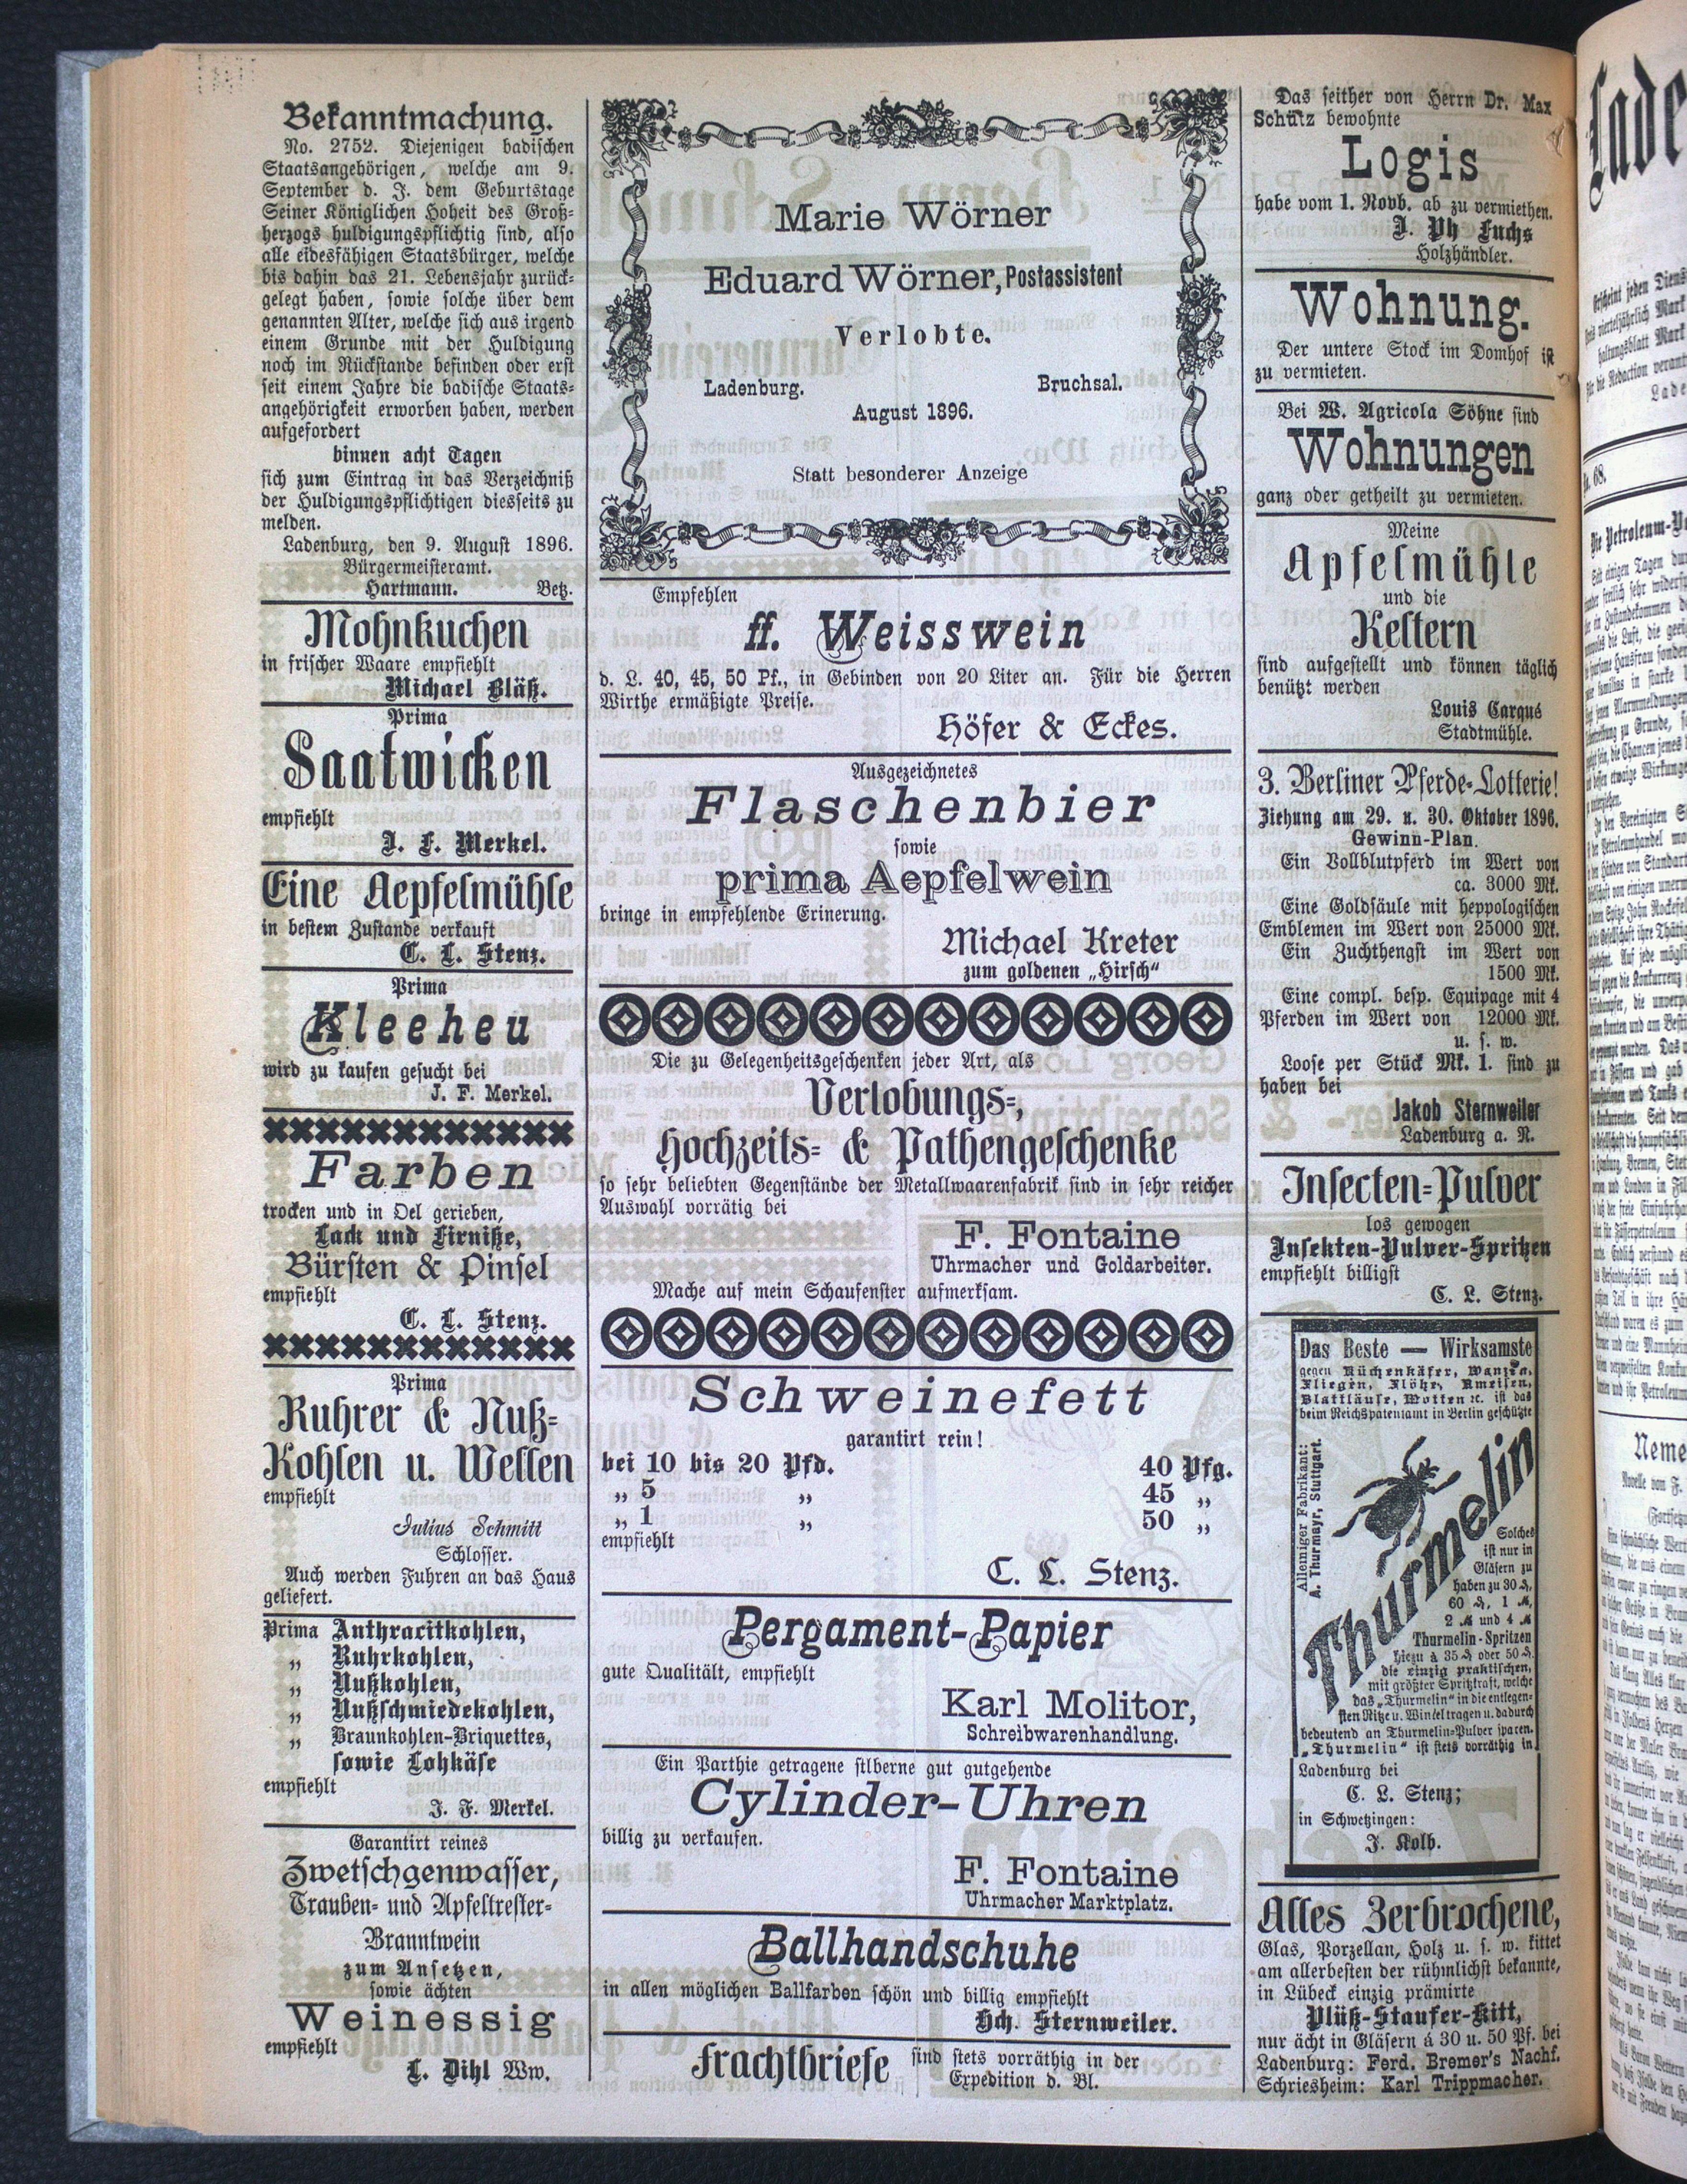 Bekanntmachung.
No. 2752. Diejenigen badischen
Staatsangehörigen, welche am 9.
September d. J. dem Geburtstage
Seiner Königlichen Hoheit des Groß-
herzogs huldigungspflichtig sind, also
alle eidesfähigen Staatsbürger, welche
bis dahin das 21. Lebensjahr zurück-
gelegt haben, sowie solche über dem
genannten Alter, welche sich aus irgend
einem Grunde mit der Huldigung
noch im Rückstande befinden oder erst
seit einem Jahre die badische Staats-
angehörigkeit erworben haben, werden
aufgefordert
binnen acht Tagen
sich zum Eintrag in das Verzeichniß
der Huldigungspflichtigen diesseits zu
melden.
Ladenburg, den 9. August 1896.
Bürgermeisteramt.
Hartmann. Betz.
Mohnkuchen
in frischer Waare empfiehlt
Michael Bläß.
Prima
Saatwicken
empfiehlt
J. F. Merkel.
Eine Aepfelmühle
in bestem Zustande verkauft
C. L. Stenz.
Prima
Kleeheu
wird zu kaufen gesucht bei
J. F. Merkel.
Farben
trocken und in Oel gerieben,
Lack und Firniße,
Bürsten & Pinsel
empfiehlt
C. L. Stenz.
Prima
Ruhrer & Nuß-
Kohlen u. Wellen
empfiehlt
Julius Schmitt
Schlosser.
Auch werden Fuhren an das Haus
geliefert.
Prima Anthracitkohlen,
„ Ruhrkohlen,
„ Nußkohlen,
„ Nußschmiedekohlen,
„ Braunkohlen-Briquettes,
sowie Lohkäse
empfiehlt
J. F. Merkel.
Garantirt reines
Zwetschgenwasser,
Trauben- und Apfeltrester-
Branntwein
zum Ansetzen,
sowie ächten
Weinessig
empfiehlt
L. Dihl Ww.
Marie Wörner
Eduard Wörner, Postassistent
Verlobte.
Ladenburg. Bruchsal.
August 1896.
Statt besonderer Anzeige
Empfehlen
ff. Weisswein
d. L. 40, 45, 50 Pf., in Gebinden von 20 Liter an. Für die Herren
Wirthe ermäßigte Preise.
Höfer & Eckes.
Ausgezeichnetes
Flaschenbier
sowie
prima Aepfelwein
bringe in empfehlende Erinerung.
Michael Kreter
zum goldenen „Hirsch“
Die zu Gelegenheitsgeschenken jeder Art, als
Verlobungs-,
Hochzeits- & Pathengeschenke
so sehr beliebten Gegenstände der Metallwaarenfabrik sind in sehr reicher
Auswahl vorrätig bei
F. Fontaine
Uhrmacher und Goldarbeiter.
Mache auf mein Schaufenster aufmerksam.
Schweinefett
garantirt rein!
bei 10 bis 20 Pfd. 40 Pfg.
„ 5 „ 45 „
„ 1 „ 50 „
empfiehlt
C. L. Stenz.
Pergament-Papier
gute Qualität, empfiehlt
Karl Molitor,
Schreibwarenhandlung.
Ein Parthie getragene silberne gut gutgehende
Cylinder-Uhren
billig zu verkaufen.
F. Fontaine
Uhrmacher Marktplatz.
Ballhandschuhe
in allen möglichen Ballfarben schön und billig empfiehlt
Hch. Sternweiler.
Frachtbriefe sind stets vorräthig in der
Expedition d. Bl.
Das seither von Herrn Dr. Max
Schütz bewohnte
Logis
habe vom 1. Novb. ab zu vermiethen.
J. Ph Fuchs
Holzhändler.
Wohnung.
Der untere Stock im Domhof ist
zu vermieten.
Bei W. Agricola Söhne sind
Wohnungen
ganz oder getheilt zu vermieten.
Meine
Apfelmühle
und die
Keltern
sind aufgestellt und können täglich
benützt werden
Louis Carqué
Stadtmühle.
3. Berliner Pferde-Lotterie!
Ziehung am 29. u. 30. Oktober 1896.
Gewinn-Plan.
Ein Vollblutpferd im Wert von
ca. 3000 Mk.
Eine Goldsäule mit heppologischen
Emblemen im Wert von 25000 Mk.
Ein Zuchthengst im Wert von
1500 Mk.
Eine compl. besp. Equipage mit 4
Pferden im Wert von 12000 Mk.
u. s. w.
Loose per Stück Mk. 1. sind zu
haben bei
Jakob Sternweiler
Ladenburg a. N.
Insecten-Pulver
los gewogen
Insekten-Pulver-Spritzen
empfiehlt billigst
C. L. Stenz.
Das Beste — Wirksamste
gegen Küchenkäfer, Wanzen,
Fliegen, Flöhe, Ameisen,
Blattläuse, Motten ꝛc. ist das
beim Reichspatentamt in Berlin geschützte
Alleiniger Fabrikant:
A. Thurmayr, Stuttgart.
Thurmelin
Solches
ist nur in
Gläsern zu
haben zu 30 ₰,
60 ₰, 1 ℳ,
2 ℳ und 4 ℳ
Thurmelin-Spritzen
hiezu à 35 ₰ oder 50 ₰.
die einzig praktischen,
mit größter Spritzkraft, welche
das „Thurmelin“ in die entlegen-
sten Ritze u. Winkel tragen u. dadurch
bedeutend an Thurmelin-Pulver sparen.
„Thurmelin“ ist stets vorräthig in
Ladenburg bei
C. L. Stenz;
in Schwetzingen:
J. Kolb.
Alles Zerbrochene,
Glas, Porzellan, Holz u. s. w. kittet
am allerbesten der rühmlichst bekannte,
in Lübeck einzig prämirte
Plüß-Staufer-Kitt,
nur ächt in Gläsern á 30 u. 50 Pf. bei
Ladenburg: Ferd. Bremer's Nachf.
Schriesheim: Karl Trippmacher.